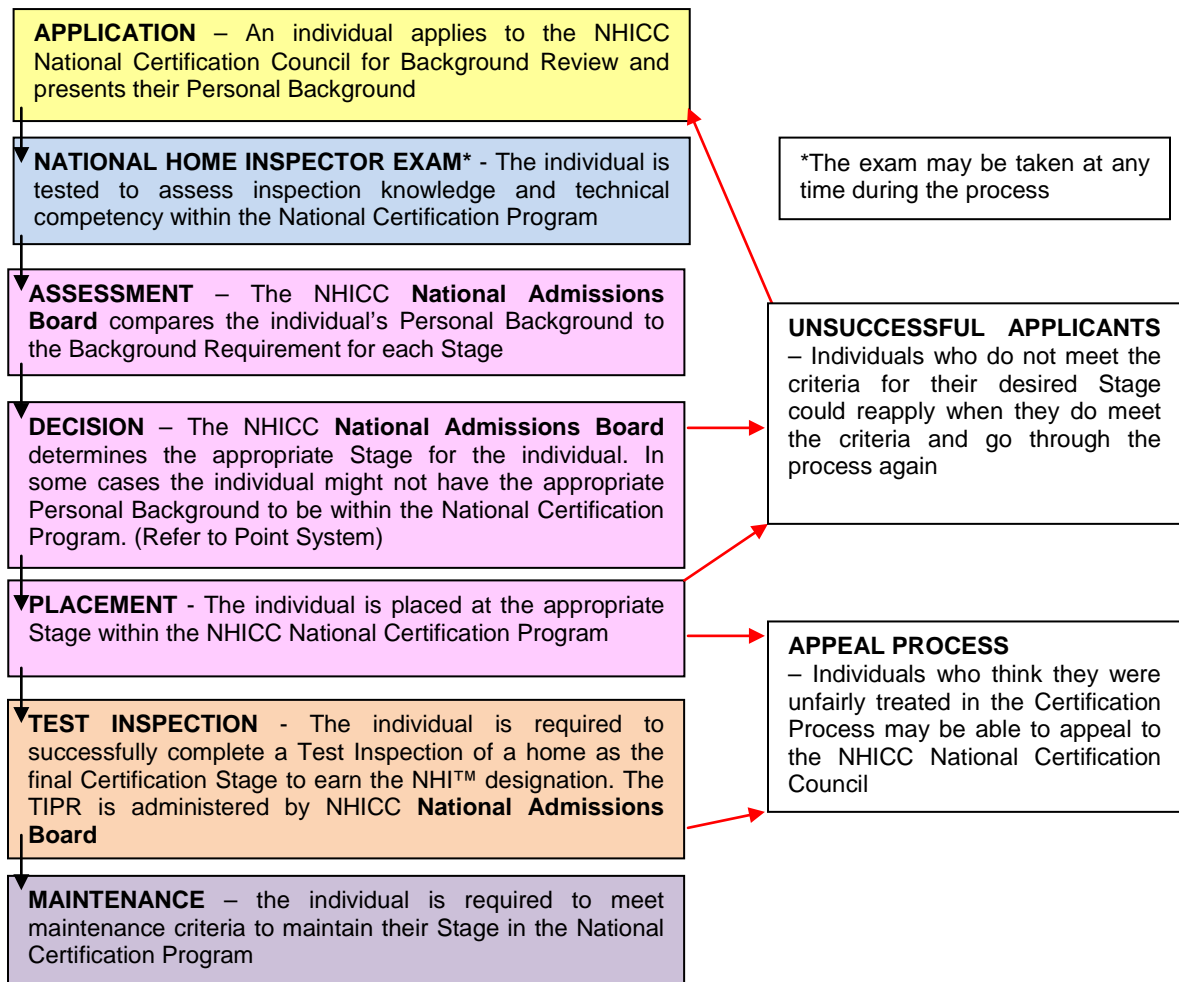 APPLICATION – An individual applies to the NHICC
National Certification Council for Background Review and
presents their Personal Background
NATIONAL HOME INSPECTOR EXAM* - The individual is
tested to assess inspection knowledge and technical
competency within the National Certification Program
*The exam may be taken at any
time during the process
ASSESSMENT – The NHICC National Admissions
Board compares the individual's Personal Background to
the Background Requirement for each Stage
DECISION – The NHICC National Admissions Board
determines the appropriate Stage for the individual. In
some cases the individual might not have the appropriate
Personal Background to be within the National Certification
Program. (Refer to Point System)
UNSUCCESSFUL APPLICANTS
– Individuals who do not meet the
criteria for their desired Stage
could reapply when they do meet
the criteria and go through the
process again
PLACEMENT - The individual is placed at the appropriate
Stage within the NHICC National Certification Program
APPEAL PROCESS
– Individuals who think they were
unfairly treated in the Certification
Process may be able to appeal to
the NHICC National Certification
Council
TEST INSPECTION - The individual is required to
successfully complete a Test Inspection of a home as the
final Certification Stage to earn the NHI™ designation. The
TIPR is administered by NHICC National Admissions
Board
MAINTENANCE – the individual is required to meet
maintenance criteria to maintain their Stage in the National
Certification Program